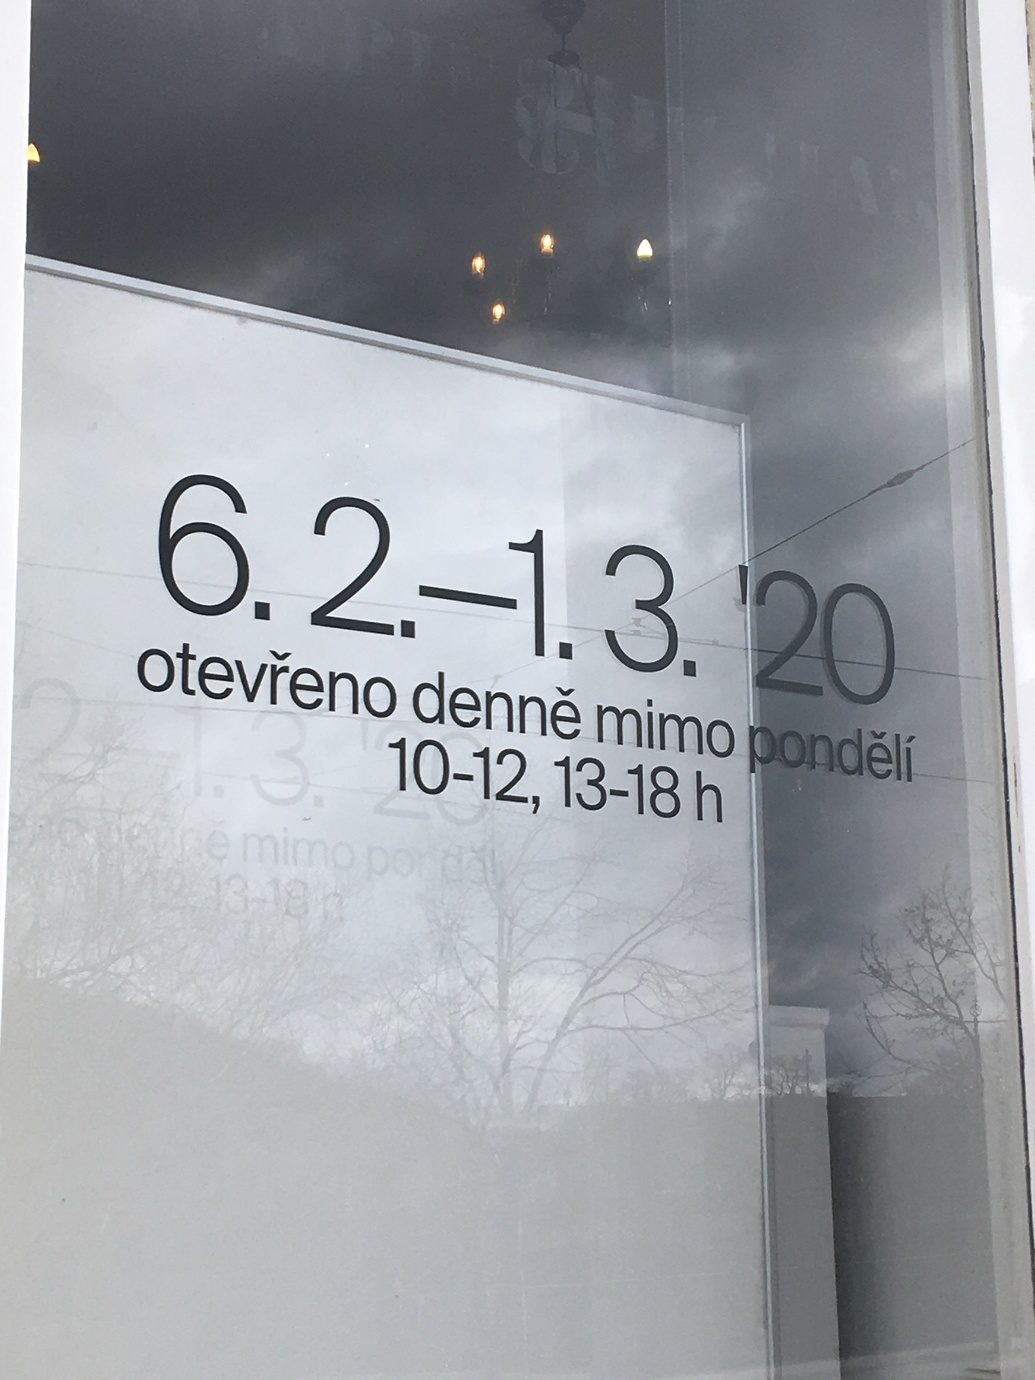 6. 2.–1. 3. '20
otevřeno denně mimo pondělí
10-12, 13-18 h